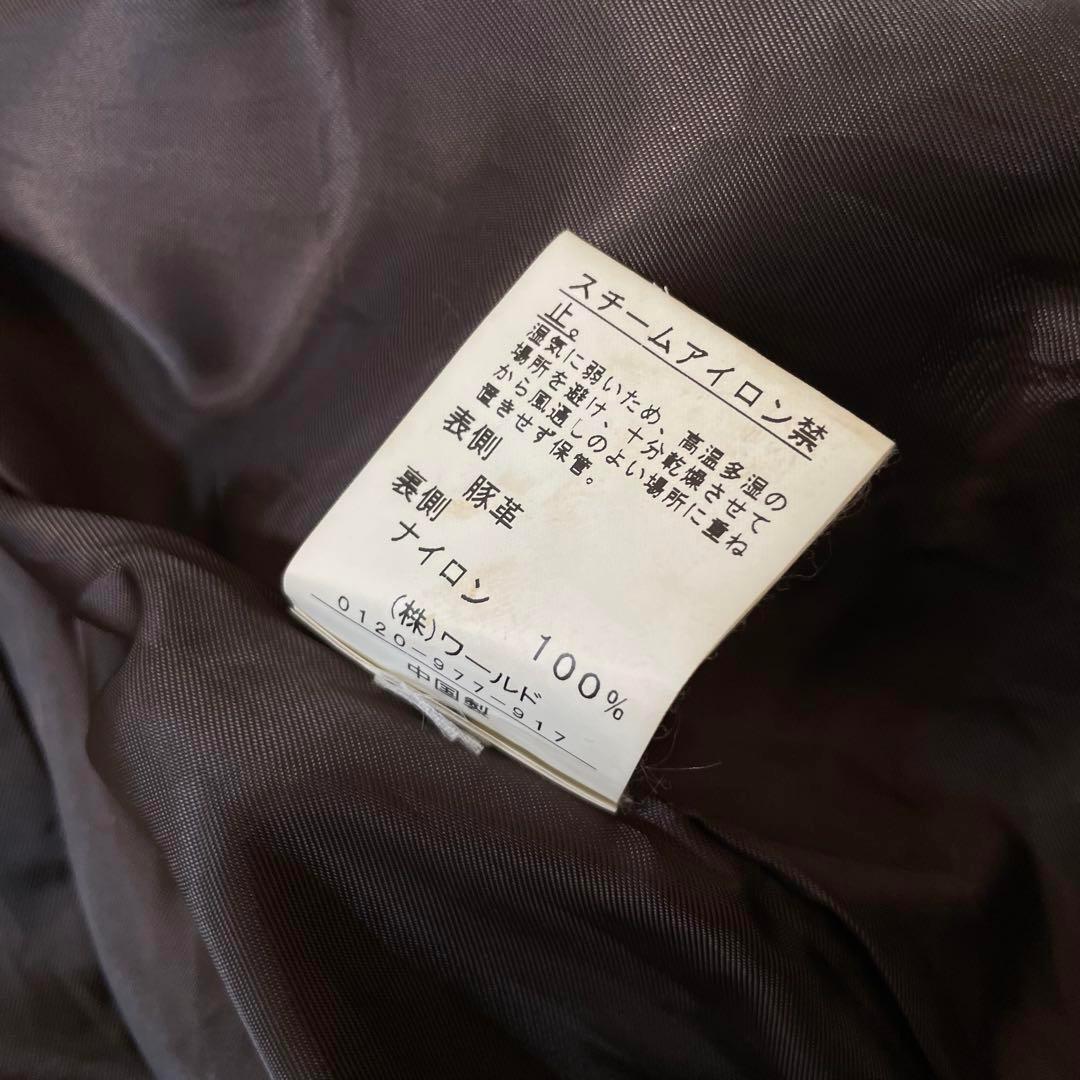 スチームアイロン禁
止。
湿気に弱いため、高温多湿の
場所を避け、十分乾燥させて
から風通しのよい場所に重ね
置きせず保管。
表側
豚革
裏側
ナイロン 100%
(株)ワールド
0120-977-917
中国製